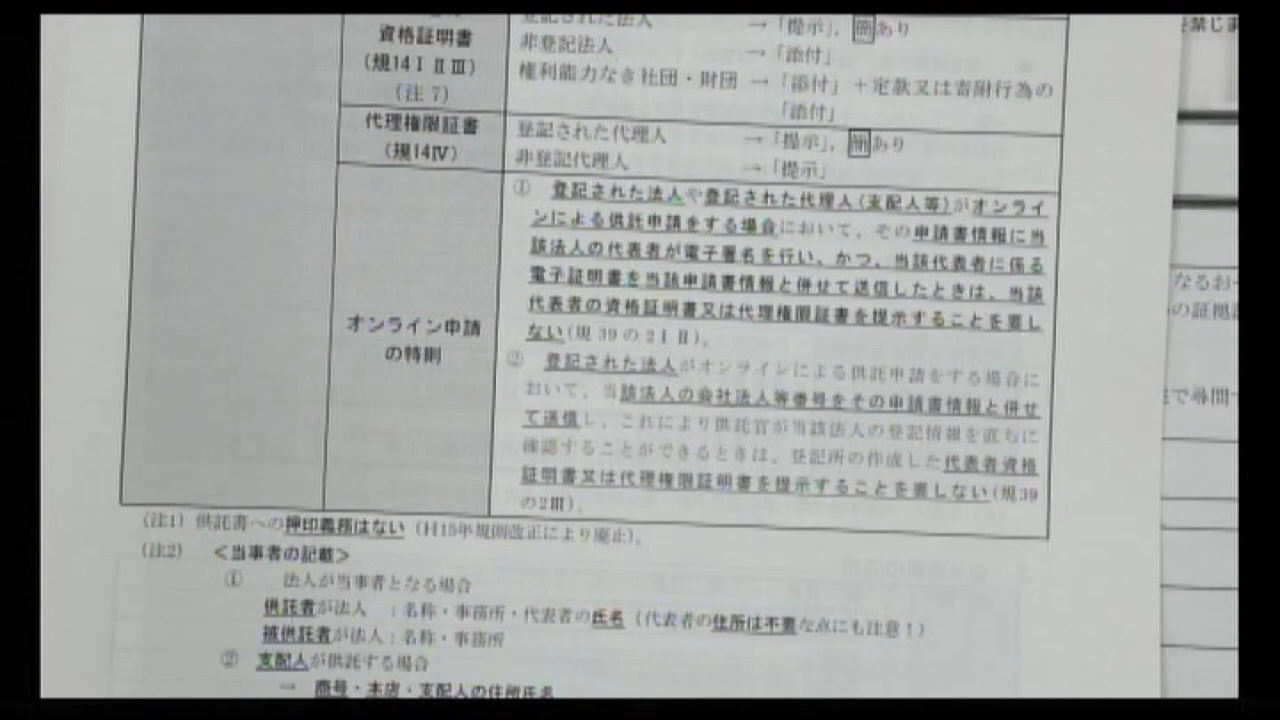 登記された法人 →「提示」, 簡あり
資格証明書
(規14ⅠⅡⅢ)
(注7)
非登記法人 →「添付」
権利能力なき社団・財団 →「添付」+定款又は寄附行為の
「添付」
代理権限証書
(規14Ⅳ)
登記された代理人 →「提示」, 簡あり
非登記代理人 →「提示」
オンライン申請
の特則
① 登記された法人や登記された代理人(支配人等)がオンライ
ンによる供託申請をする場合において、その申請書情報に当
該法人の代表者が電子署名を行い、かつ、当該代表者に係る
電子証明書を当該申請書情報と併せて送信したときは、当該
代表者の資格証明書又は代理権限証書を提示することを要し
ない(規39の2ⅠⅡ)。
② 登記された法人がオンラインによる供託申請をする場合に
おいて、当該法人の会社法人等番号をその申請書情報と併せ
て送信し、これにより供託官が当該法人の登記情報を直ちに
確認することができるときは、登記所の作成した代表者資格
証明書又は代理権限証明書を提示することを要しない(規39
の2Ⅲ)。
(注1) 供託書への押印義務はない(H15年規則改正により廃止)。
(注2) <当事者の記載>
① 法人が当事者となる場合
供託者が法人 :名称・事務所・代表者の氏名(代表者の住所は不要な点にも注意!)
被供託者が法人:名称・事務所
② 支配人が供託する場合
→ 商号・本店・支配人の住所氏名
を禁じま
なるお
の証拠
で尋問